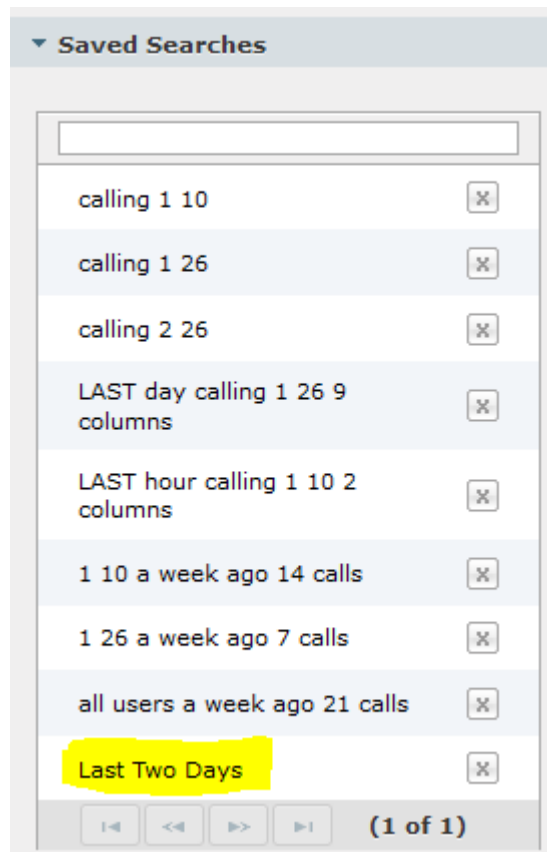 Saved Searches
calling 1 10
calling 1 26
calling 2 26
LAST day calling 1 26 9
columns
LAST hour calling 1 10 2
columns
1 10 a week ago 14 calls
1 26 a week ago 7 calls
all users a week ago 21 calls
Last Two Days
(1 of 1)